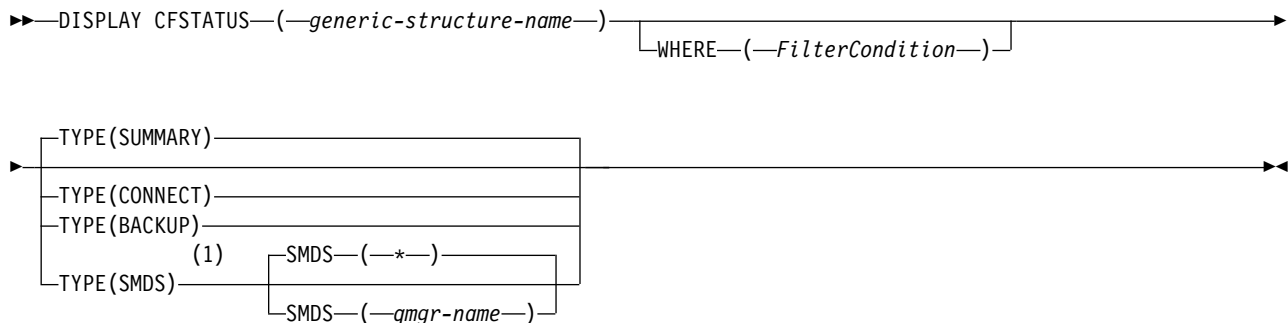 DISPLAY CFSTATUS ( generic-structure-name )
WHERE ( FilterCondition )
TYPE(SUMMARY)
TYPE(CONNECT)
TYPE(BACKUP)
(1) SMDS ( * )
TYPE(SMDS)
SMDS ( qmgr-name )